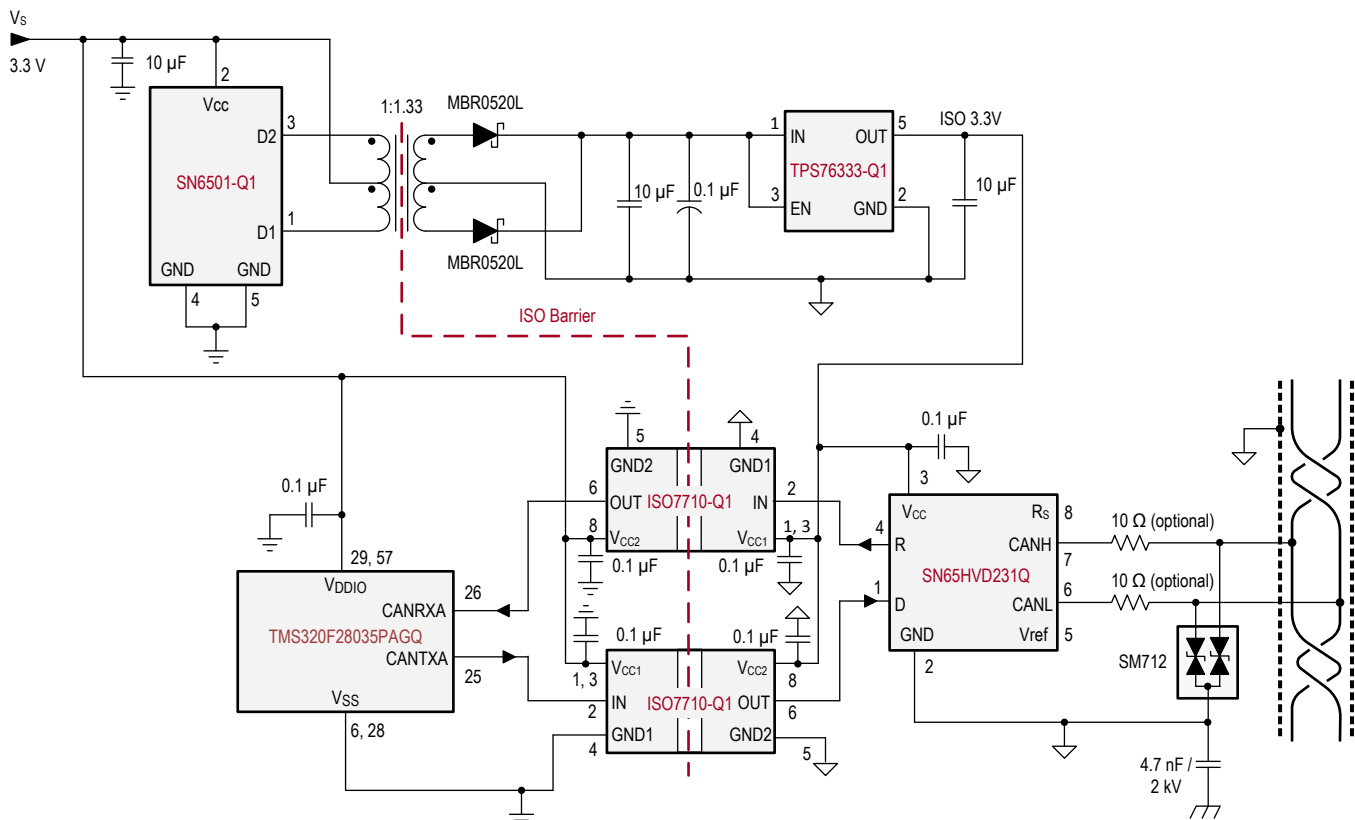 VS
3.3 V
10 µF
2
Vcc
D2
3
SN6501-Q1
D1
1
GND
GND
4
5
1:1.33
MBR0520L
MBR0520L
10 µF
0.1 µF
1
IN
OUT
5
TPS76333-Q1
3
EN
GND
2
ISO 3.3V
10 µF
ISO Barrier
5
4
GND2
GND1
6
OUT
ISO7710-Q1
IN
2
8
VCC2
VCC1
1, 3
0.1 µF
0.1 µF
0.1 µF
29, 57
VDDIO
CANRXA
26
TMS320F28035PAGQ
CANTXA
25
VSS
6, 28
0.1 µF
0.1 µF
1, 3
VCC1
VCC2
8
2
IN
ISO7710-Q1
OUT
6
4
GND1
GND2
5
0.1 µF
3
VCC
RS
8
4
R
CANH
7
SN65HVD231Q
1
D
CANL
6
GND
Vref
5
2
10 Ω (optional)
10 Ω (optional)
SM712
4.7 nF /
2 kV